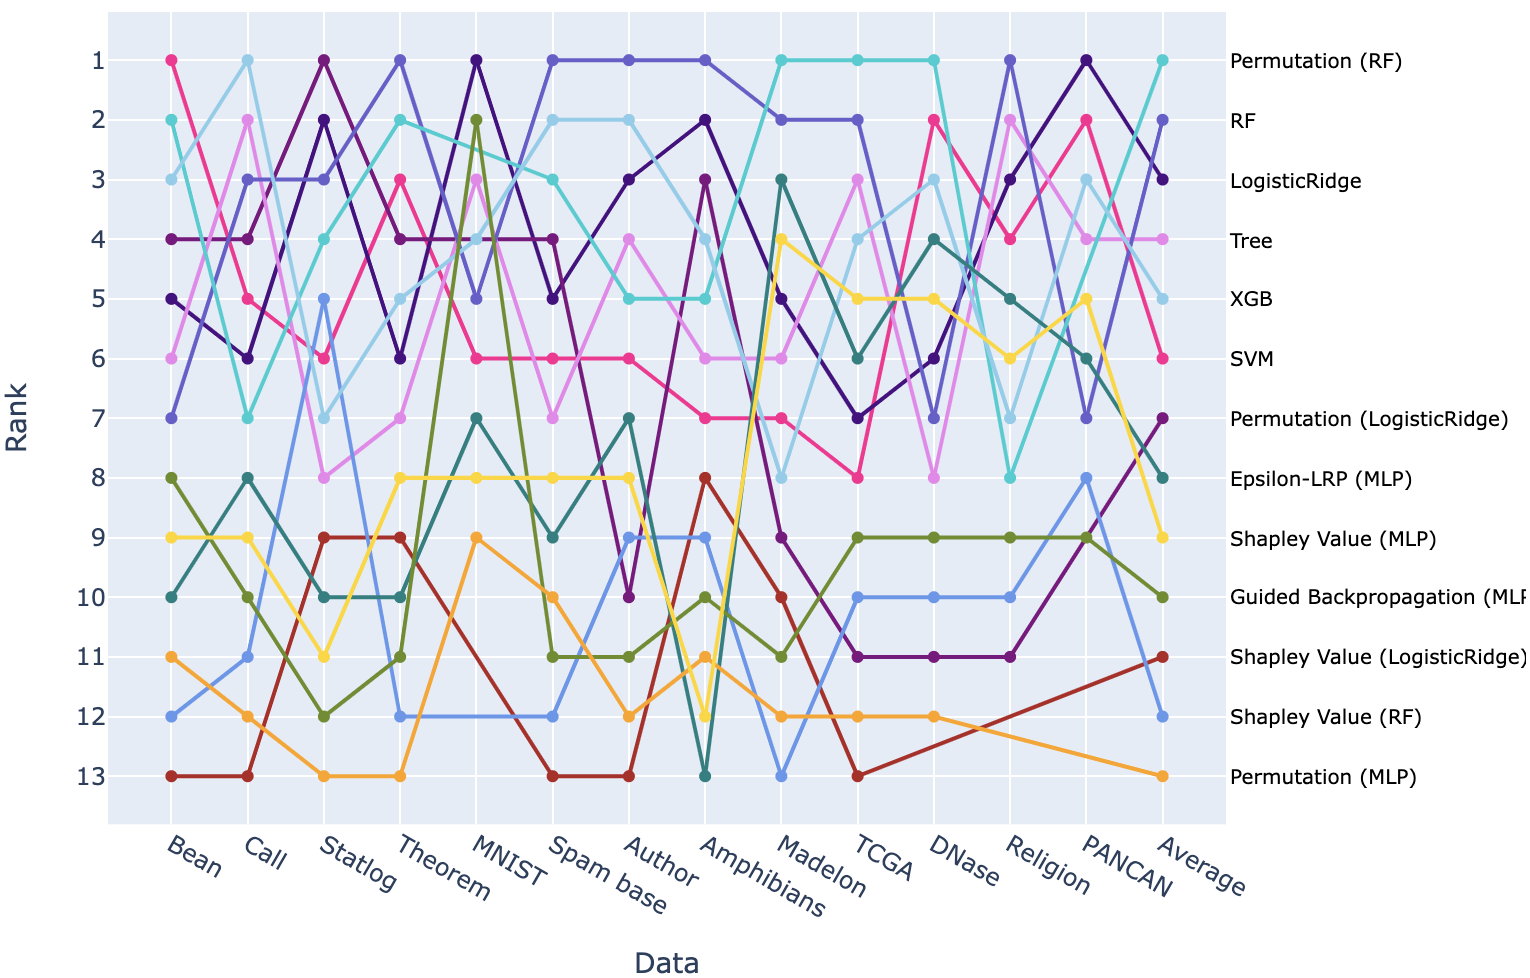 Rank
1
2
3
4
5
6
7
8
9
10
11
12
13
Permutation (RF)
RF
LogisticRidge
Tree
XGB
SVM
Permutation (LogisticRidge)
Epsilon-LRP (MLP)
Shapley Value (MLP)
Guided Backpropagation (MLP
Shapley Value (LogisticRidge)
Shapley Value (RF)
Permutation (MLP)
Bean
Call
Statlog
Theorem
MNIST
Spam base
Author
Amphibians
Madelon
TCGA
DNase
Religion
PANCAN
Average
Data